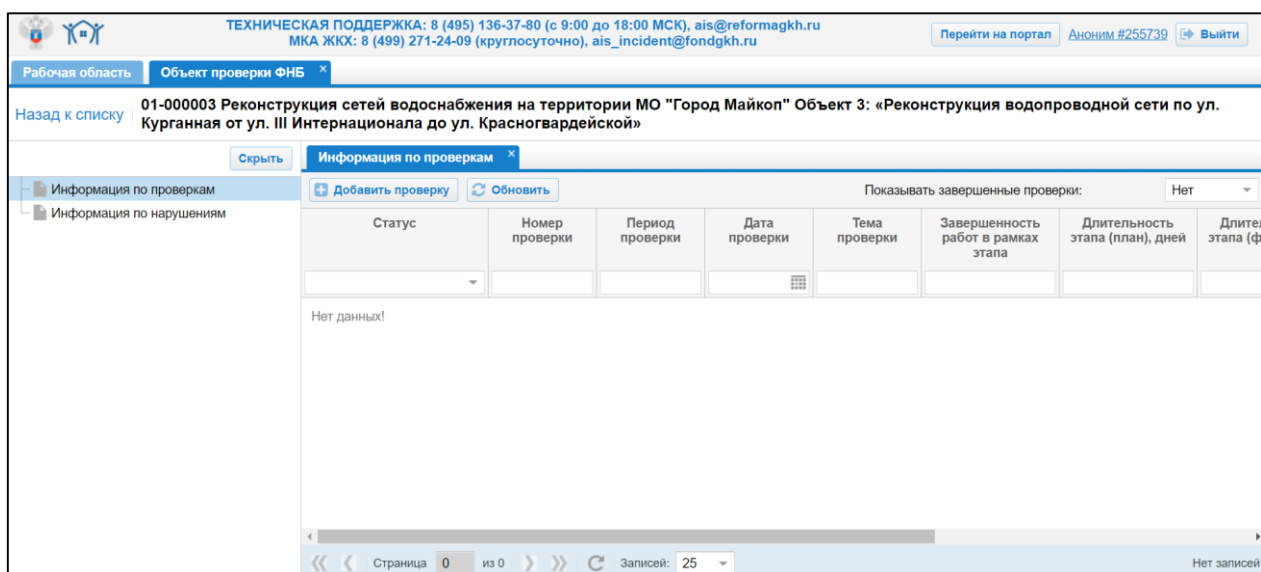 ТЕХНИЧЕСКАЯ ПОДДЕРЖКА: 8 (495) 136-37-80 (с 9:00 до 18:00 МСК), ais@reformagkh.ru
МКА ЖКХ: 8 (499) 271-24-09 (круглосуточно), ais_incident@fondgkh.ru
Перейти на портал Аноним #255739 Выйти
Рабочая область Объект проверки ФНБ ×
Назад к списку
01-000003 Реконструкция сетей водоснабжения на территории МО "Город Майкоп" Объект 3: «Реконструкция водопроводной сети по ул.
Курганная от ул. III Интернационала до ул. Красногвардейской»
Скрыть
Информация по проверкам
Информация по нарушениям
Информация по проверкам ×
Добавить проверку Обновить Показывать завершенные проверки: Нет
Статус Номер Период Дата Тема Завершенность Длительность Длител
проверки проверки проверки проверки работ в рамках этапа (план), дней этапа (ф
этапа
Нет данных!
Страница 0 из 0 Записей: 25 Нет записей